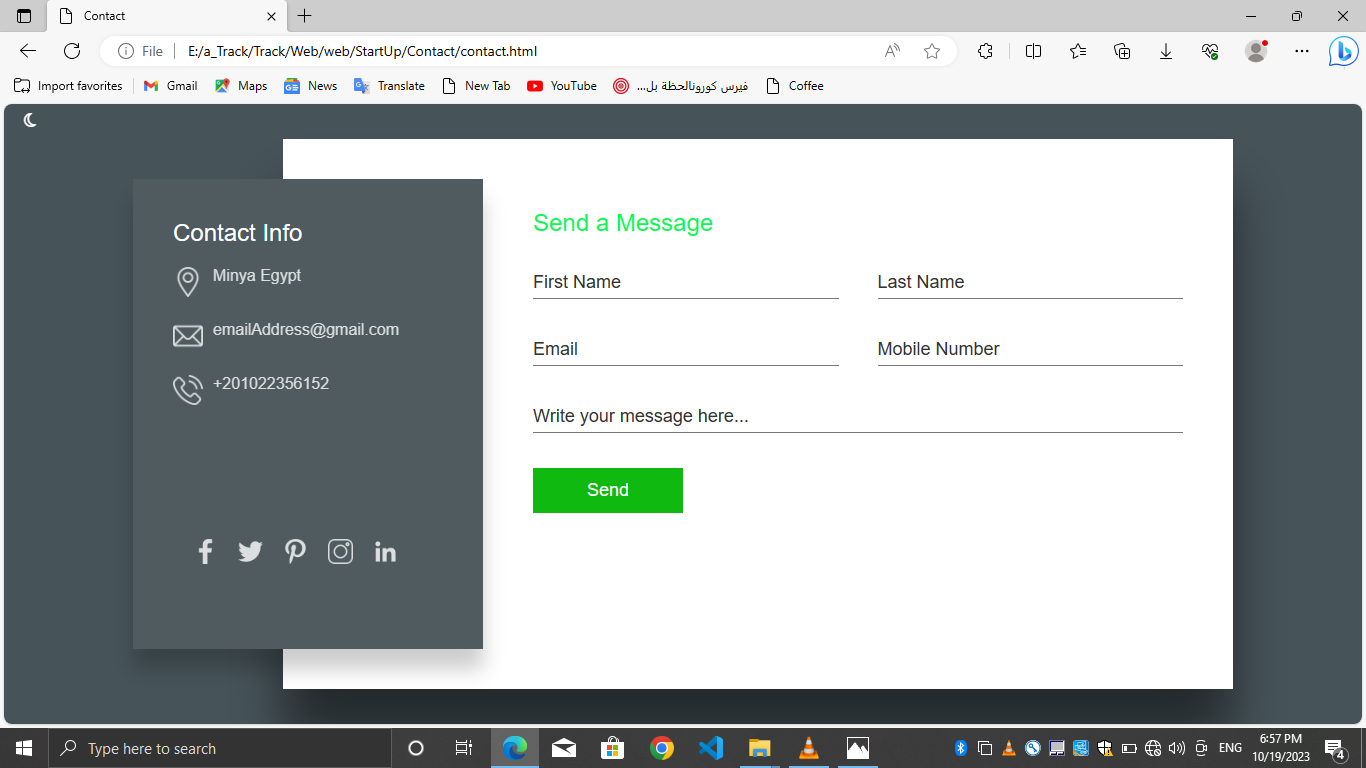 Contact
File
E:/a_Track/Track/Web/web/StartUp/Contact/contact.html
Import favorites
Gmail
Maps
News
Translate
New Tab
YouTube
فيرس كورونالحظة بل...
Coffee
Contact Info
Minya Egypt
emailAddress@gmail.com
+201022356152
Send a Message
First Name
Last Name
Email
Mobile Number
Write your message here...
Send
Type here to search
ENG
6:57 PM
10/19/2023
4